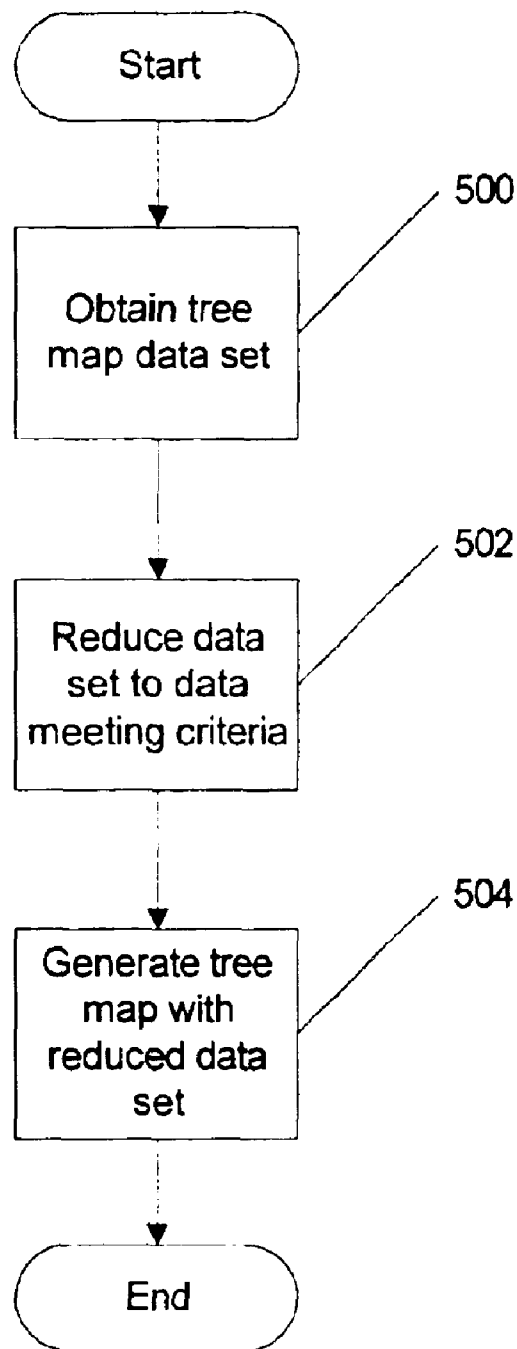 Start
500
Obtain tree
map data set
502
Reduce data
set to data
meeting criteria
504
Generate tree
map with
reduced data
set
End